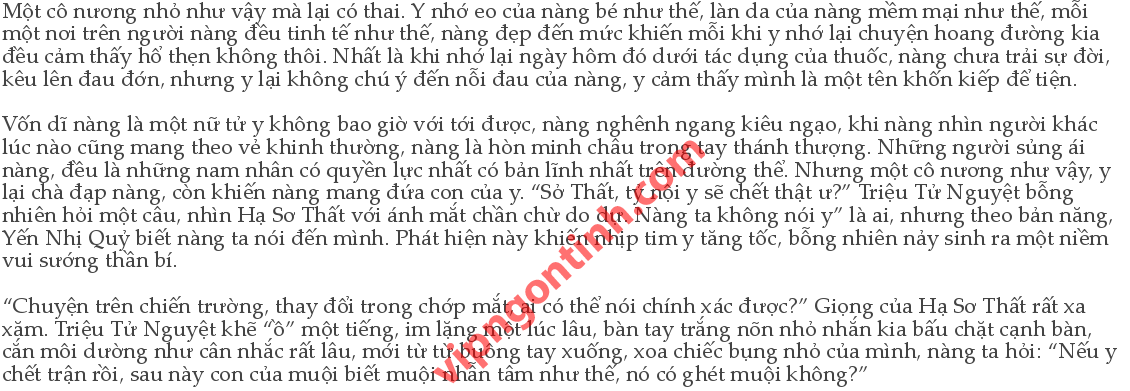 Một cô nương nhỏ như vậy mà lại có thai. Y nhớ eo của nàng bé như thế, làn da của nàng mềm mại như thế, mỗi
một nơi trên người nàng đều tinh tế như thế, nàng đẹp đến mức khiến mỗi khi y nhớ lại chuyện hoang đường kia
đều cảm thấy hổ thẹn không thôi. Nhất là khi nhớ lại ngày hôm đó dưới tác dụng của thuốc, nàng chưa trải sự đời,
kêu lên đau đớn, nhưng y lại không chú ý đến nỗi đau của nàng, y cảm thấy mình là một tên khốn kiếp để tiện.
Vốn dĩ nàng là một nữ tử y không bao giờ với tới được, nàng nghênh ngang kiêu ngạo, khi nàng nhìn người khác
lúc nào cũng mang theo vẻ khinh thường, nàng là hòn minh châu trong tay thánh thượng. Những người sủng ái
nàng, đều là những nam nhân có quyền lực nhất có bản lĩnh nhất trên đường thể. Nhưng một cô nương như vậy, y
lại chà đạp nàng, còn khiến nàng mang đứa con của y. “Sở Thất, tỷ nói y sẽ chết thật ư?” Triệu Tử Nguyệt bỗng
nhiên hỏi một câu, nhìn Hạ Sơ Thất với ánh mắt chần chừ do dự. Nàng ta không nói y” là ai, nhưng theo bản năng,
Yến Nhị Quỷ biết nàng ta nói đến mình. Phát hiện này khiến nhịp tim y tăng tốc, bỗng nhiên nảy sinh ra một niềm
vui sướng thần bí.
“Chuyện trên chiến trường, thay đổi trong chớp mắt, ai có thể nói chính xác được?” Giọng của Hạ Sơ Thất rất xa
xăm. Triệu Tử Nguyệt khẽ “ô” một tiếng, im lặng một lúc lâu, bàn tay trắng nõn nhỏ nhắn kia bấu chặt cạnh bàn,
cắn môi dường như cân nhắc rất lâu, mới từ từ buông tay xuống, xoa chiếc bụng nhỏ của mình, nàng ta hỏi: “Nếu y
chết trận rồi, sau này con của muội biết muội nhẫn tâm như thế, nó có ghét muội không?”
vipngontinh.com